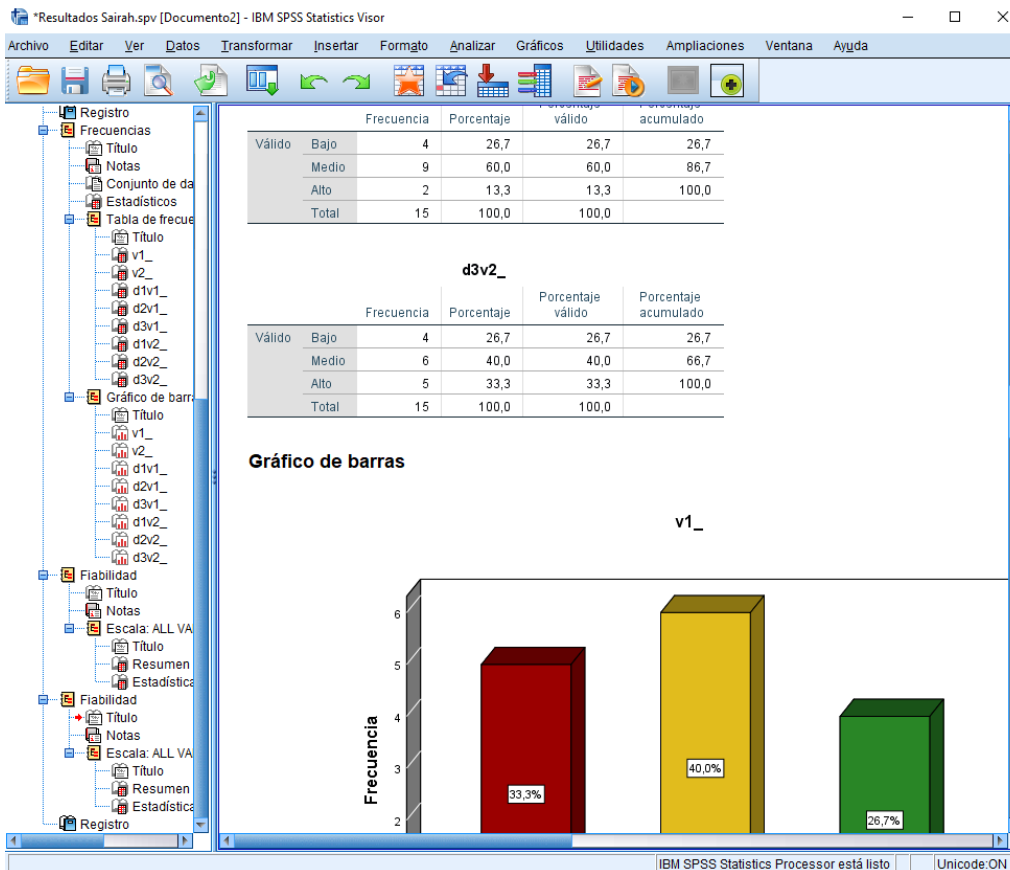 *Resultados Sairah.spv [Documento2] - IBM SPSS Statistics Visor
Archivo Editar Ver Datos Transformar Insertar Formato Analizar Gráficos Utilidades Ampliaciones Ventana Ayuda
Registro
Frecuencias
Título
Notas
Conjunto de da
Estadísticos
Tabla de frecue
Título
v1_
v2_
d1v1_
d2v1_
d3v1_
d1v2_
d2v2_
d3v2_
Gráfico de barr
Título
v1_
v2_
d1v1_
d2v1_
d3v1_
d1v2_
d2v2_
d3v2_
Fiabilidad
Título
Notas
Escala: ALL VA
Título
Resumen
Estadística
Fiabilidad
Título
Notas
Escala: ALL VA
Título
Resumen
Estadística
Registro
Frecuencia Porcentaje Porcentaje válido Porcentaje acumulado
Válido Bajo 4 26,7 26,7 26,7
Medio 9 60,0 60,0 86,7
Alto 2 13,3 13,3 100,0
Total 15 100,0 100,0
d3v2_
Frecuencia Porcentaje Porcentaje válido Porcentaje acumulado
Válido Bajo 4 26,7 26,7 26,7
Medio 6 40,0 40,0 66,7
Alto 5 33,3 33,3 100,0
Total 15 100,0 100,0
Gráfico de barras
v1_
Frecuencia
6
5
4
3
2
33,3%
40,0%
26,7%
IBM SPSS Statistics Processor está listo Unicode:ON